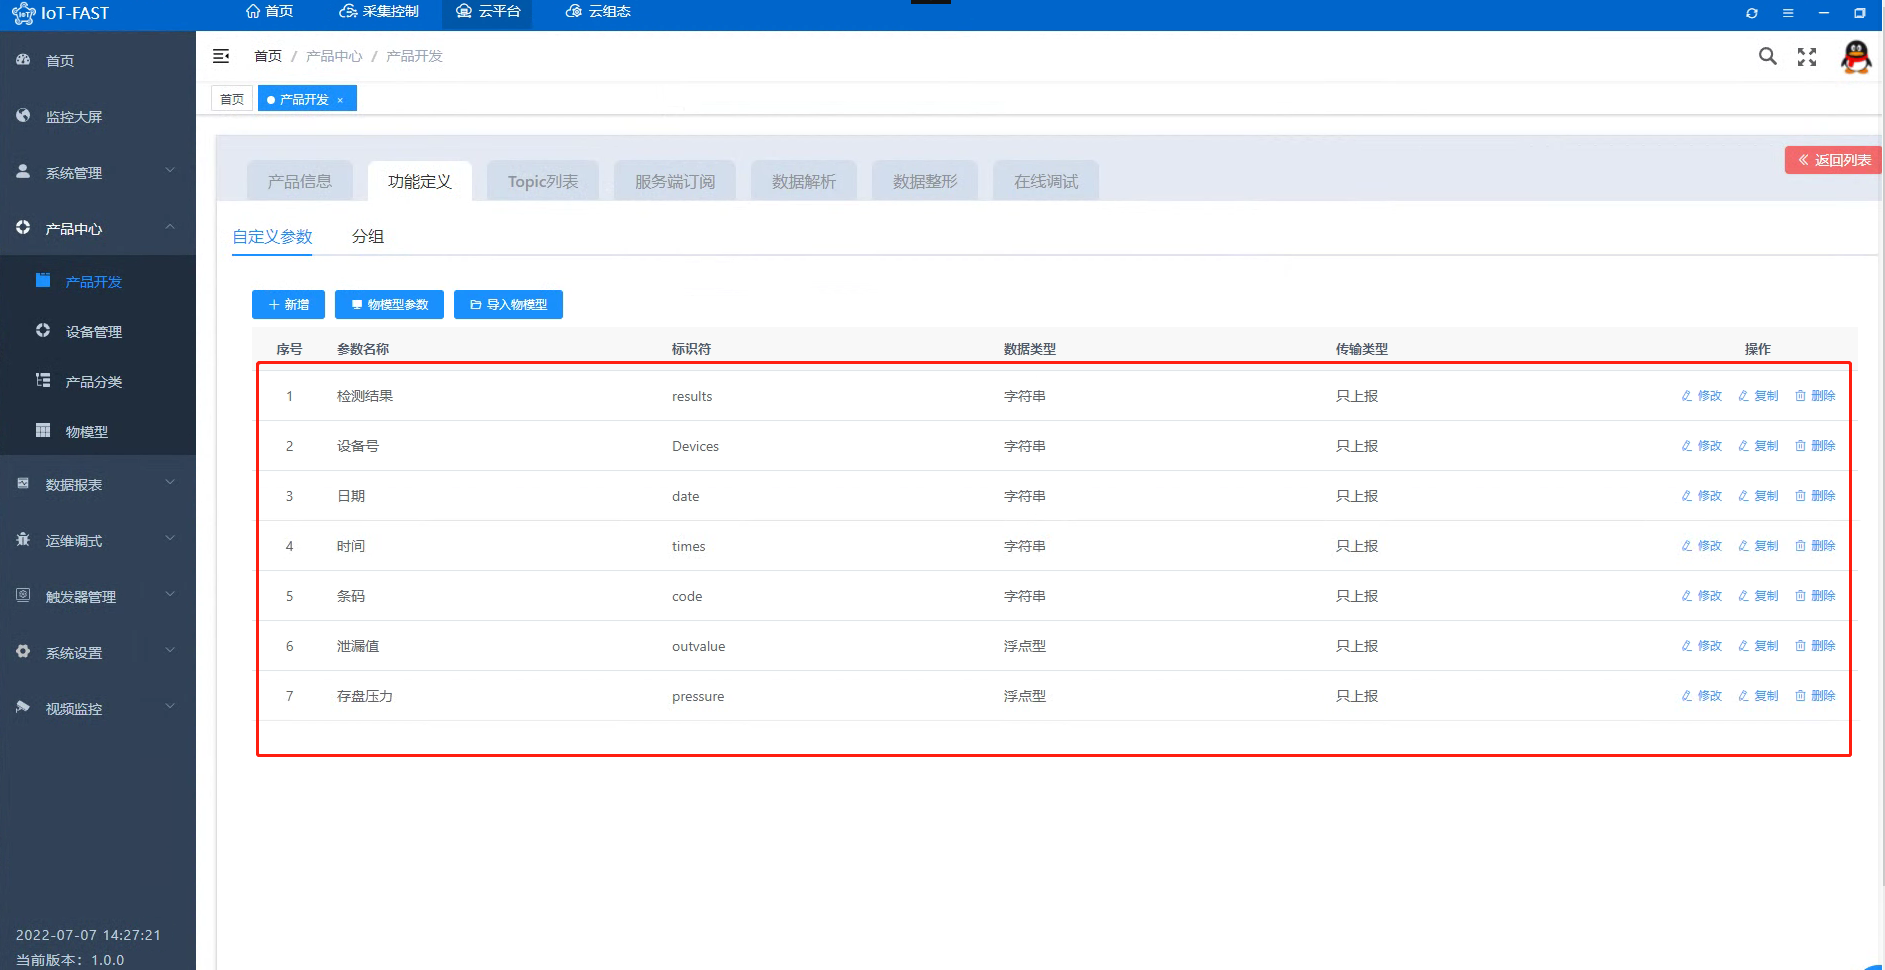 IoT-FAST 首页 采集控制 云平台 云组态
首页
监控大屏
系统管理
产品中心
产品开发
设备管理
产品分类
物模型
数据报表
运维调式
触发器管理
系统设置
视频监控
2022-07-07 14:27:21
当前版本：1.0.0
首页 / 产品中心 / 产品开发
首页 产品开发 ×
产品信息 功能定义 Topic列表 服务端订阅 数据解析 数据整形 在线调试 返回列表
自定义参数 分组
新增 物模型参数 导入物模型
序号 参数名称 标识符 数据类型 传输类型 操作
1 检测结果 results 字符串 只上报 修改 复制 删除
2 设备号 Devices 字符串 只上报 修改 复制 删除
3 日期 date 字符串 只上报 修改 复制 删除
4 时间 times 字符串 只上报 修改 复制 删除
5 条码 code 字符串 只上报 修改 复制 删除
6 泄漏值 outvalue 浮点型 只上报 修改 复制 删除
7 存盘压力 pressure 浮点型 只上报 修改 复制 删除